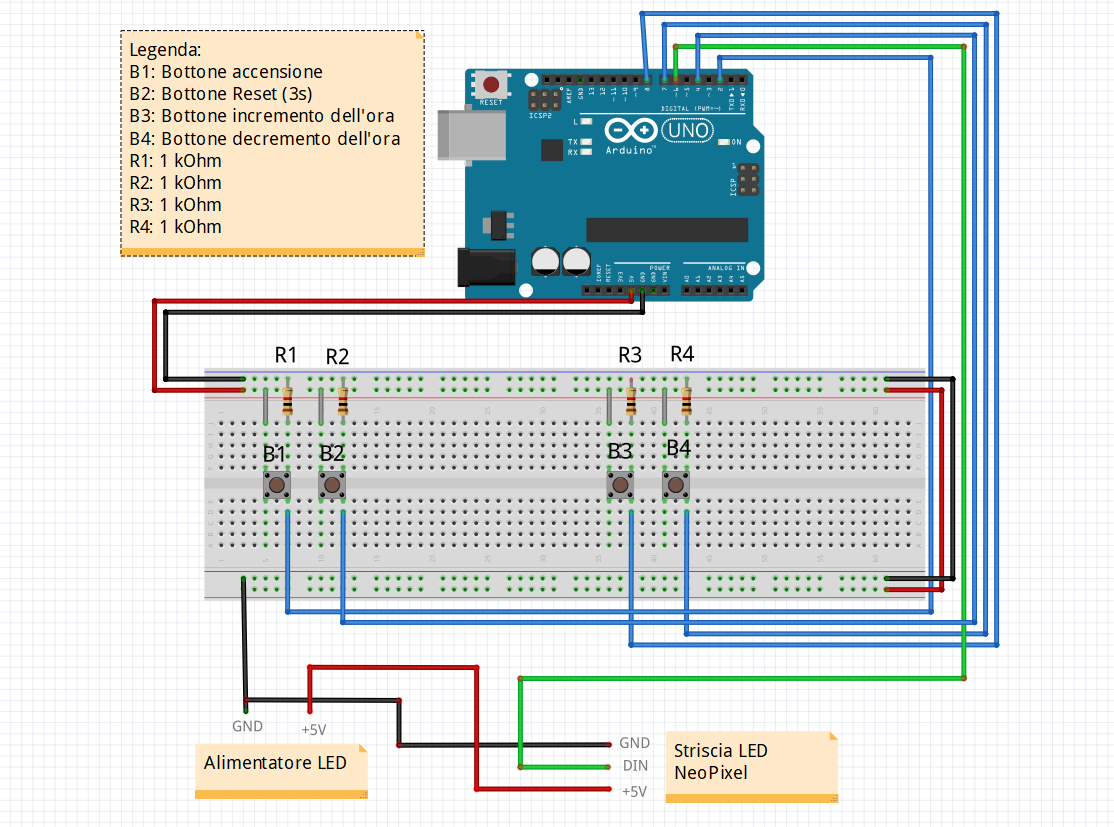 Legenda:
B1: Bottone accensione
B2: Bottone Reset (3s)
B3: Bottone incremento dell'ora
B4: Bottone decremento dell'ora
R1: 1 kOhm
R2: 1 kOhm
R3: 1 kOhm
R4: 1 kOhm
RESET
ICSP2
AREF
GND
13
12
~11
~10
~9
8
7
~6
~5
4
~3
2
TXD▶1
RXD◀0
DIGITAL (PWM=~)
L
TX
RX
UNO
Arduino™
ON
ICSP
1
POWER
ANALOG IN
IOREF
RESET
3V3
5V
GND
GND
VIN
A0
A1
A2
A3
A4
A5
R1
R2
R3
R4
B1
B2
B3
B4
GND
+5V
Alimentatore LED
GND
DIN
+5V
Striscia LED
NeoPixel